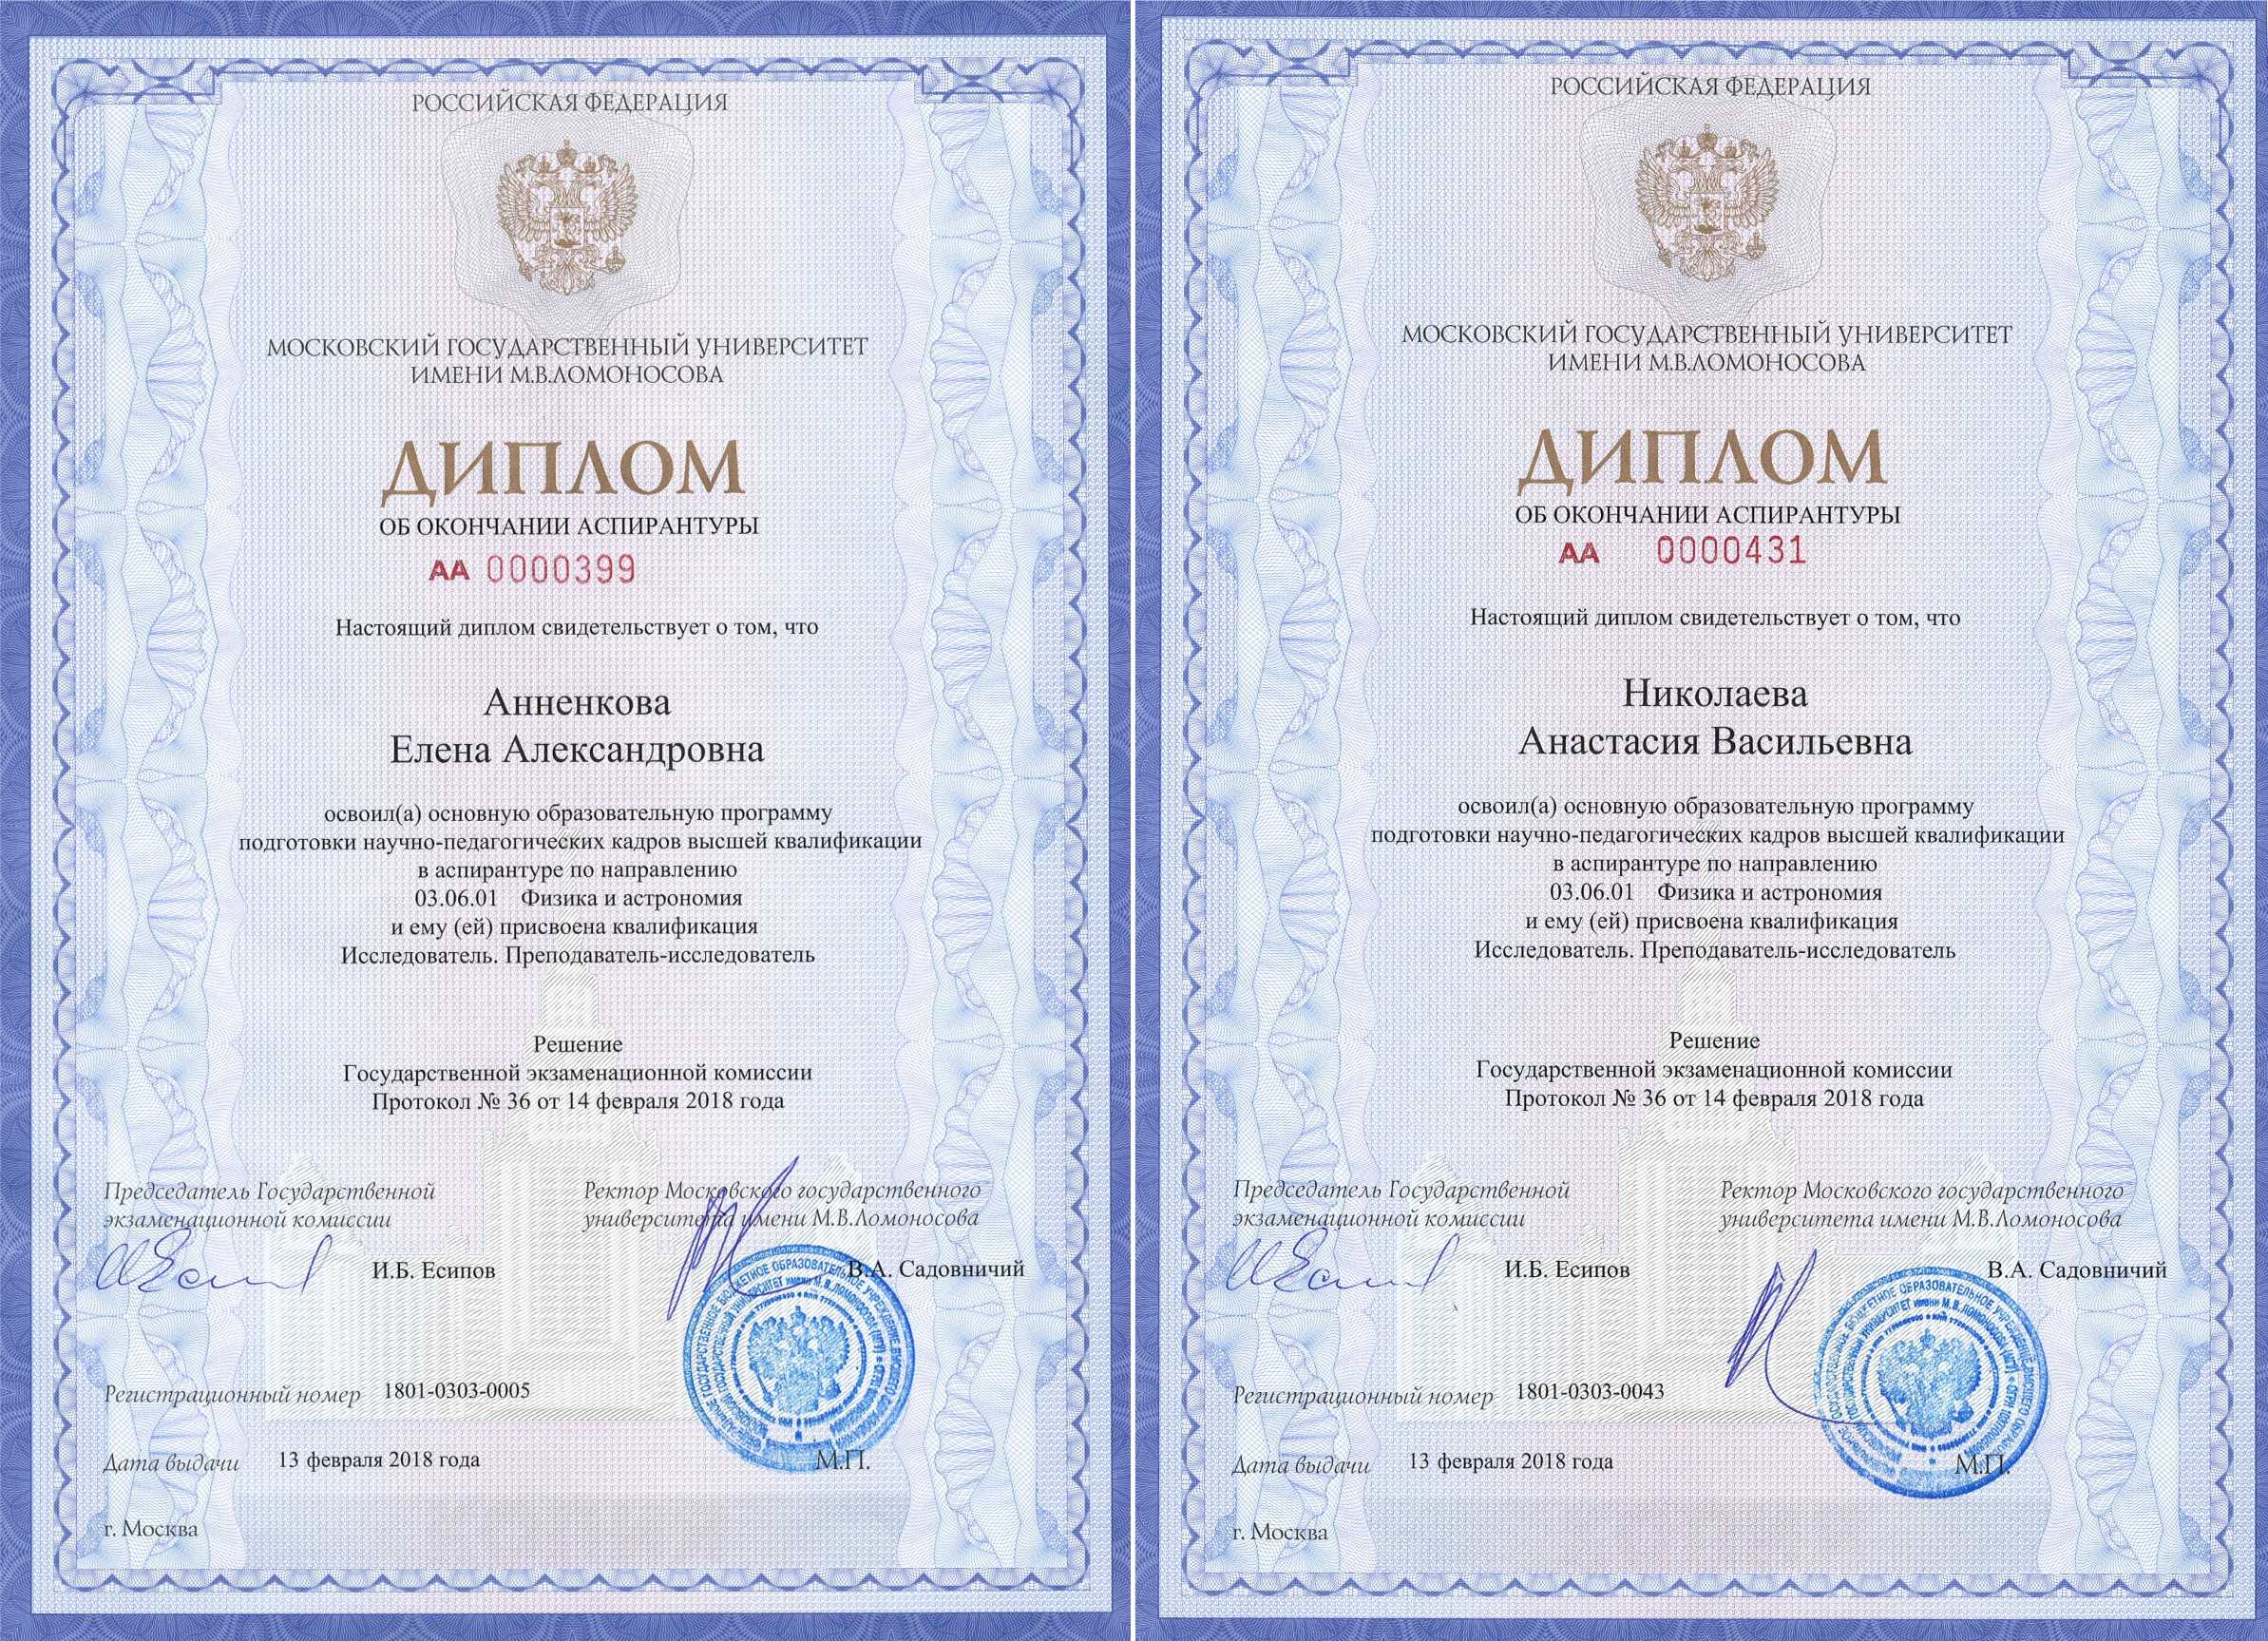 РОССИЙСКАЯ ФЕДЕРАЦИЯ
МОСКОВСКИЙ ГОСУДАРСТВЕННЫЙ УНИВЕРСИТЕТ
ИМЕНИ М.В.ЛОМОНОСОВА
ДИПЛОМ
ОБ ОКОНЧАНИИ АСПИРАНТУРЫ
АА 0000399
Настоящий диплом свидетельствует о том, что
Анненкова
Елена Александровна
освоил(а) основную образовательную программу
подготовки научно-педагогических кадров высшей квалификации
в аспирантуре по направлению
03.06.01 Физика и астрономия
и ему (ей) присвоена квалификация
Исследователь. Преподаватель-исследователь
Решение
Государственной экзаменационной комиссии
Протокол № 36 от 14 февраля 2018 года
Председатель Государственной
экзаменационной комиссии
И.Б. Есипов
Ректор Московского государственного
университета имени М.В.Ломоносова
В.А. Садовничий
Регистрационный номер 1801-0303-0005
Дата выдачи 13 февраля 2018 года
М.П.
г. Москва
РОССИЙСКАЯ ФЕДЕРАЦИЯ
МОСКОВСКИЙ ГОСУДАРСТВЕННЫЙ УНИВЕРСИТЕТ
ИМЕНИ М.В.ЛОМОНОСОВА
ДИПЛОМ
ОБ ОКОНЧАНИИ АСПИРАНТУРЫ
АА 0000431
Настоящий диплом свидетельствует о том, что
Николаева
Анастасия Васильевна
освоил(а) основную образовательную программу
подготовки научно-педагогических кадров высшей квалификации
в аспирантуре по направлению
03.06.01 Физика и астрономия
и ему (ей) присвоена квалификация
Исследователь. Преподаватель-исследователь
Решение
Государственной экзаменационной комиссии
Протокол № 36 от 14 февраля 2018 года
Председатель Государственной
экзаменационной комиссии
И.Б. Есипов
Ректор Московского государственного
университета имени М.В.Ломоносова
В.А. Садовничий
Регистрационный номер 1801-0303-0043
Дата выдачи 13 февраля 2018 года
М.П.
г. Москва